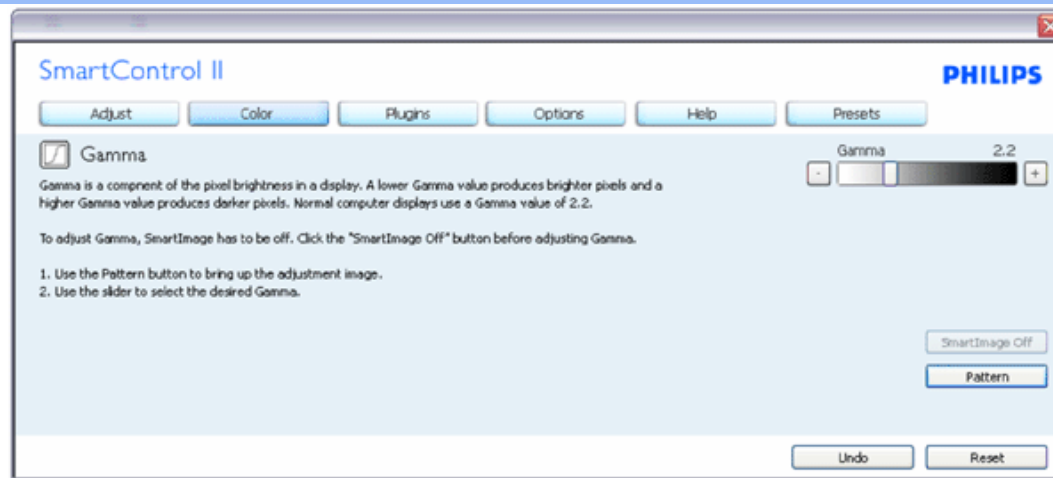 SmartControl II
PHILIPS
Adjust Color Plugins Options Help Presets
Gamma
Gamma 2.2
- +
Gamma is a compnent of the pixel brightness in a display. A lower Gamma value produces brighter pixels and a
higher Gamma value produces darker pixels. Normal computer displays use a Gamma value of 2.2.
To adjust Gamma, SmartImage has to be off. Click the "SmartImage Off" button before adjusting Gamma.
1. Use the Pattern button to bring up the adjustment image.
2. Use the slider to select the desired Gamma.
SmartImage Off
Pattern
Undo Reset